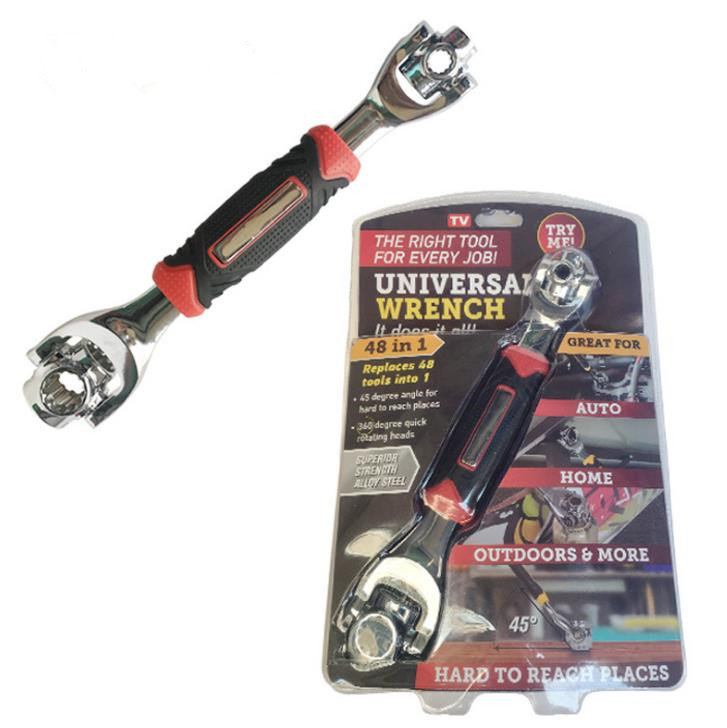 TV
TRY
ME!
THE RIGHT TOOL
FOR EVERY JOB!
UNIVERSA
WRENCH
It does it all!
48 in 1
GREAT FOR
Replaces 48
tools into 1
• 45 degree angle for
hard to reach places
• 360 degree quick
rotating heads
SUPERIOR
STRENGTH
ALLOY STEEL
AUTO
HOME
OUTDOORS & MORE
45°
HARD TO REACH PLACES